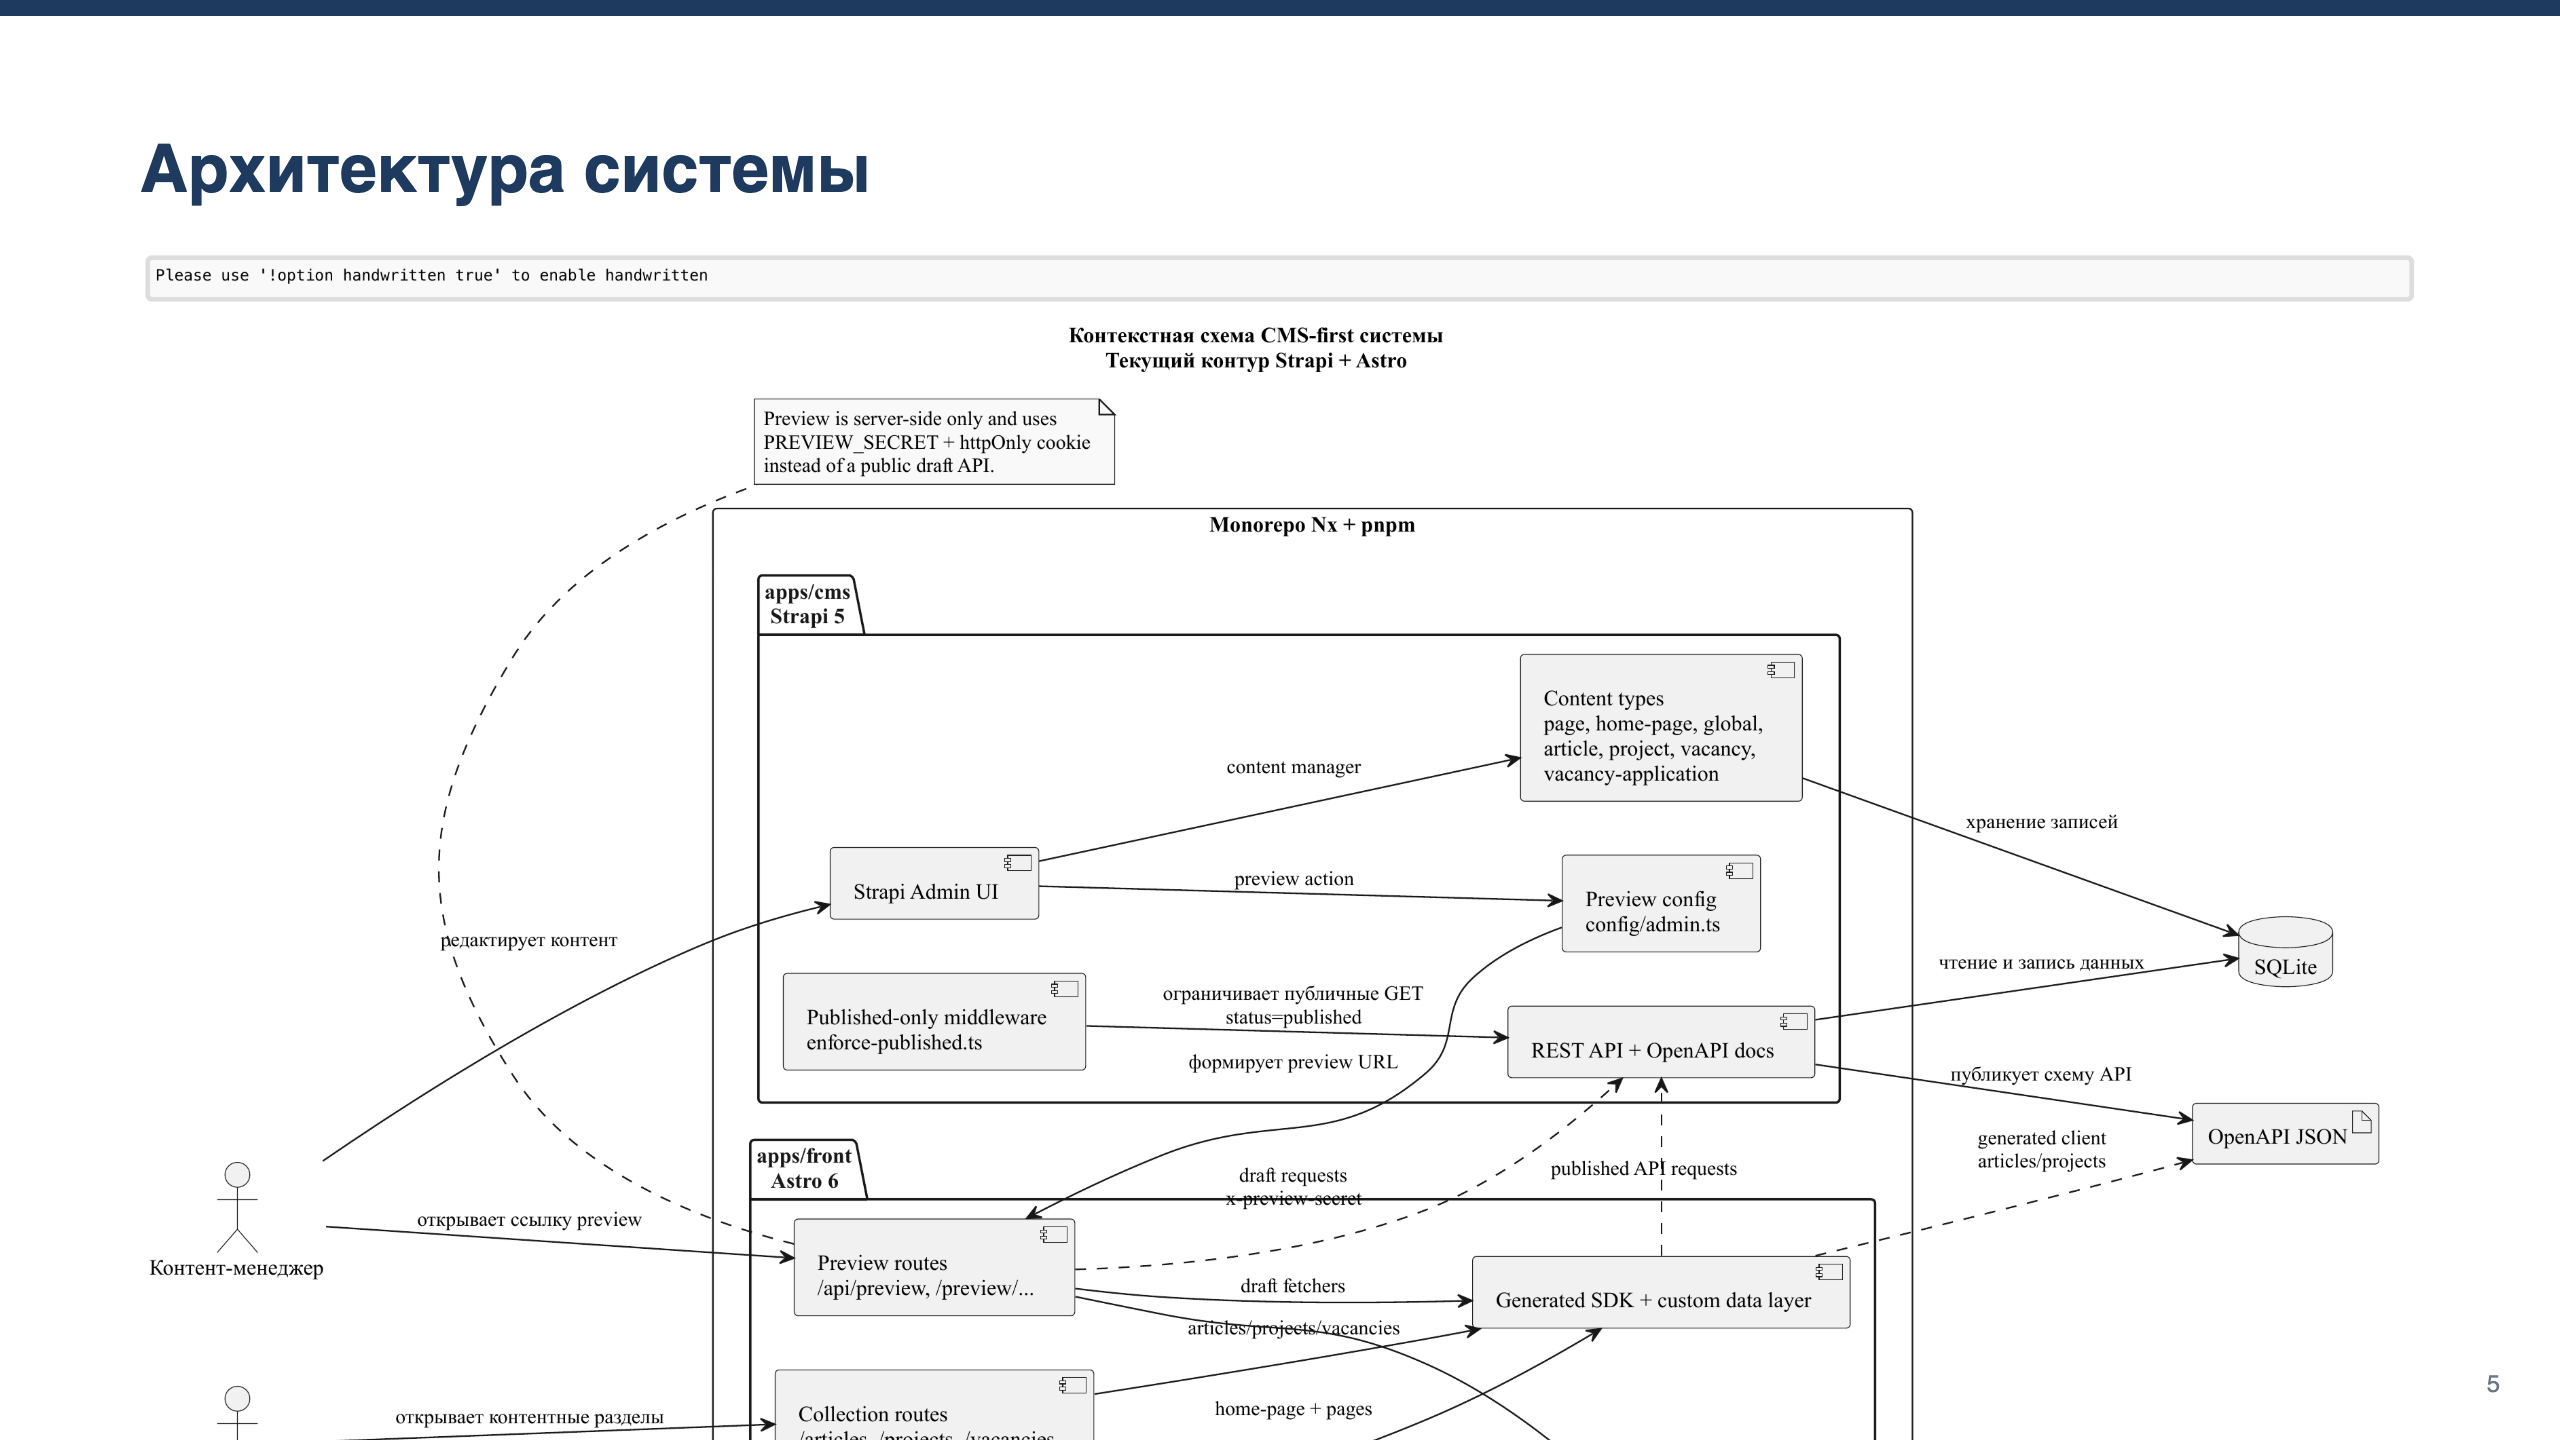 Архитектура системы
Please use '!option handwritten true' to enable handwritten
Контекстная схема CMS-first системы
Текущий контур Strapi + Astro
Preview is server-side only and uses
PREVIEW_SECRET + httpOnly cookie
instead of a public draft API.
Monorepo Nx + pnpm
apps/cms
Strapi 5
Content types
page, home-page, global,
article, project, vacancy,
vacancy-application
content manager
хранение записей
Strapi Admin UI
preview action
Preview config
config/admin.ts
редактирует контент
SQLite
чтение и запись данных
Published-only middleware
enforce-published.ts
ограничивает публичные GET
status=published
формирует preview URL
REST API + OpenAPI docs
публикует схему API
OpenAPI JSON
generated client
articles/projects
apps/front
Astro 6
draft requests
x-preview-secret
published API requests
открывает ссылку preview
Контент-менеджер
Preview routes
/api/preview, /preview/...
draft fetchers
Generated SDK + custom data layer
articles/projects/vacancies
5
открывает контентные разделы
Collection routes
/articles, /projects, /vacancies
home-page + pages